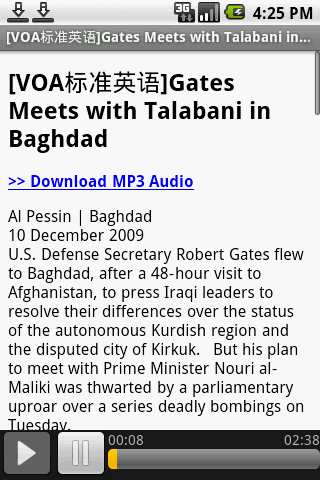 3G 4:25 PM
[VOA标准英语]Gates Meets with Talabani in...
[VOA标准英语]Gates
Meets with Talabani in
Baghdad
>> Download MP3 Audio
Al Pessin | Baghdad
10 December 2009
U.S. Defense Secretary Robert Gates flew
to Baghdad, after a 48-hour visit to
Afghanistan, to press Iraqi leaders to
resolve their differences over the status
of the autonomous Kurdish region and
the disputed city of Kirkuk.   But his plan
to meet with Prime Minister Nouri al-
Maliki was thwarted by a parliamentary
uproar over a series deadly bombings on
Tuesday.
00:08 02:38